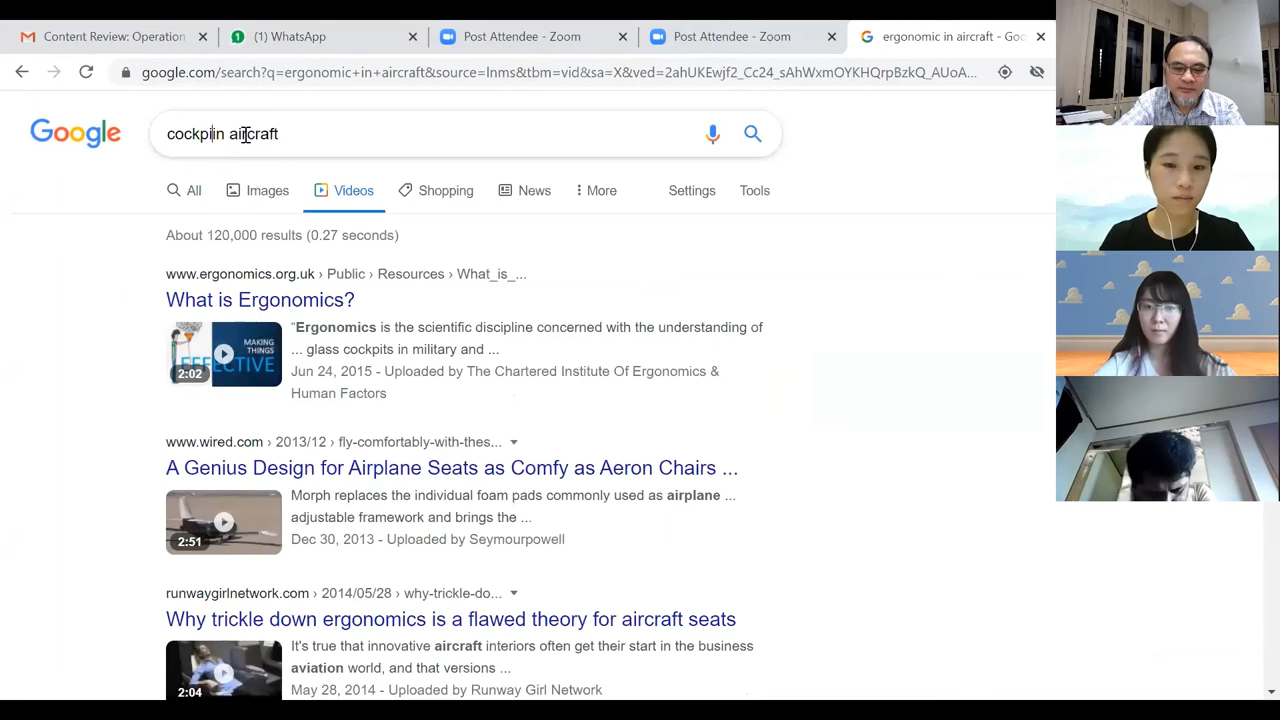 Content Review: Operation
(1) WhatsApp
Post Attendee - Zoom
Post Attendee - Zoom
ergonomic in aircraft - Goo
google.com/search?q=ergonomic+in+aircraft&source=lnms&tbm=vid&sa=X&ved=2ahUKEwjf2_Cc24_sAhWxmOYKHQrpBzkQ_AUoA...
Google
cockpiin aircraft
All
Images
Videos
Shopping
News
More
Settings
Tools
About 120,000 results (0.27 seconds)
www.ergonomics.org.uk › Public › Resources › What_is_...
What is Ergonomics?
MAKING
THINGS
EFFECTIVE
2:02
"Ergonomics is the scientific discipline concerned with the understanding of
... glass cockpits in military and ...
Jun 24, 2015 - Uploaded by The Chartered Institute Of Ergonomics &
Human Factors
www.wired.com › 2013/12 › fly-comfortably-with-thes...
A Genius Design for Airplane Seats as Comfy as Aeron Chairs ...
2:51
Morph replaces the individual foam pads commonly used as airplane ...
adjustable framework and brings the ...
Dec 30, 2013 - Uploaded by Seymourpowell
runwaygirlnetwork.com › 2014/05/28 › why-trickle-do...
Why trickle down ergonomics is a flawed theory for aircraft seats
2:04
It's true that innovative aircraft interiors often get their start in the business
aviation world, and that versions ...
May 28, 2014 - Uploaded by Runway Girl Network